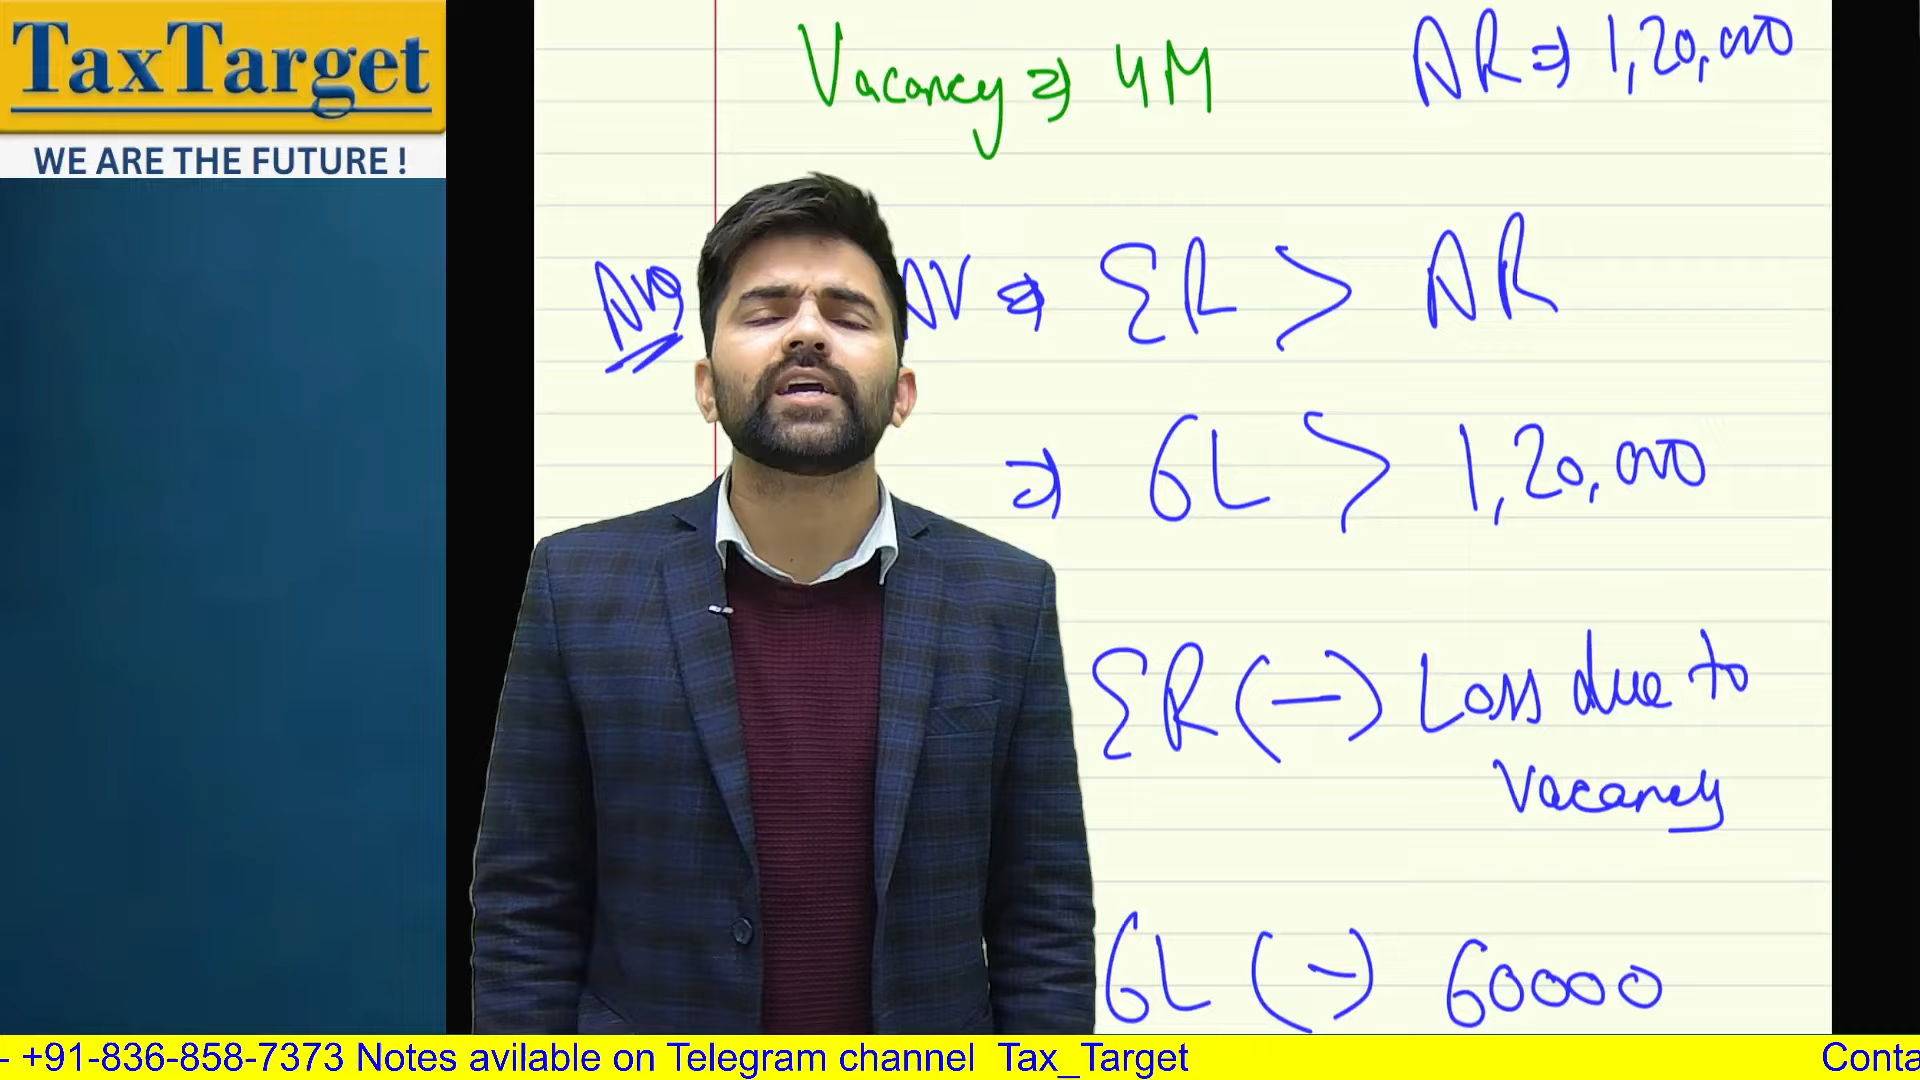 TaxTarget
WE ARE THE FUTURE !
Vacancy ⇒ 4M
AR ⇒ 1,20,000
AV ⇒ ER > AR
⇒ 6L > 1,20,000
ER (-) Loss due to
Vacancy
6L (-) 60000
- +91-836-858-7373 Notes avilable on Telegram channel Tax_Target
Conta